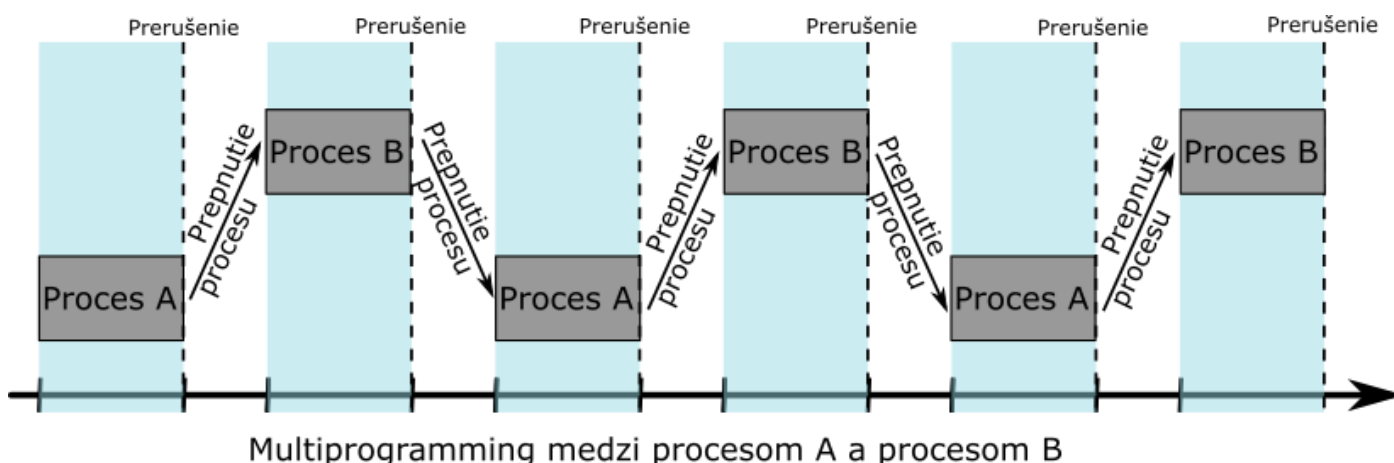 Prerušenie
Prerušenie
Prerušenie
Prerušenie
Prerušenie
Prerušenie
Proces A
Prepnutie
procesu
Proces B
Prepnutie
procesu
Proces A
Prepnutie
procesu
Proces B
Prepnutie
procesu
Proces A
Prepnutie
procesu
Proces B
Multiprogramming medzi procesom A a procesom B